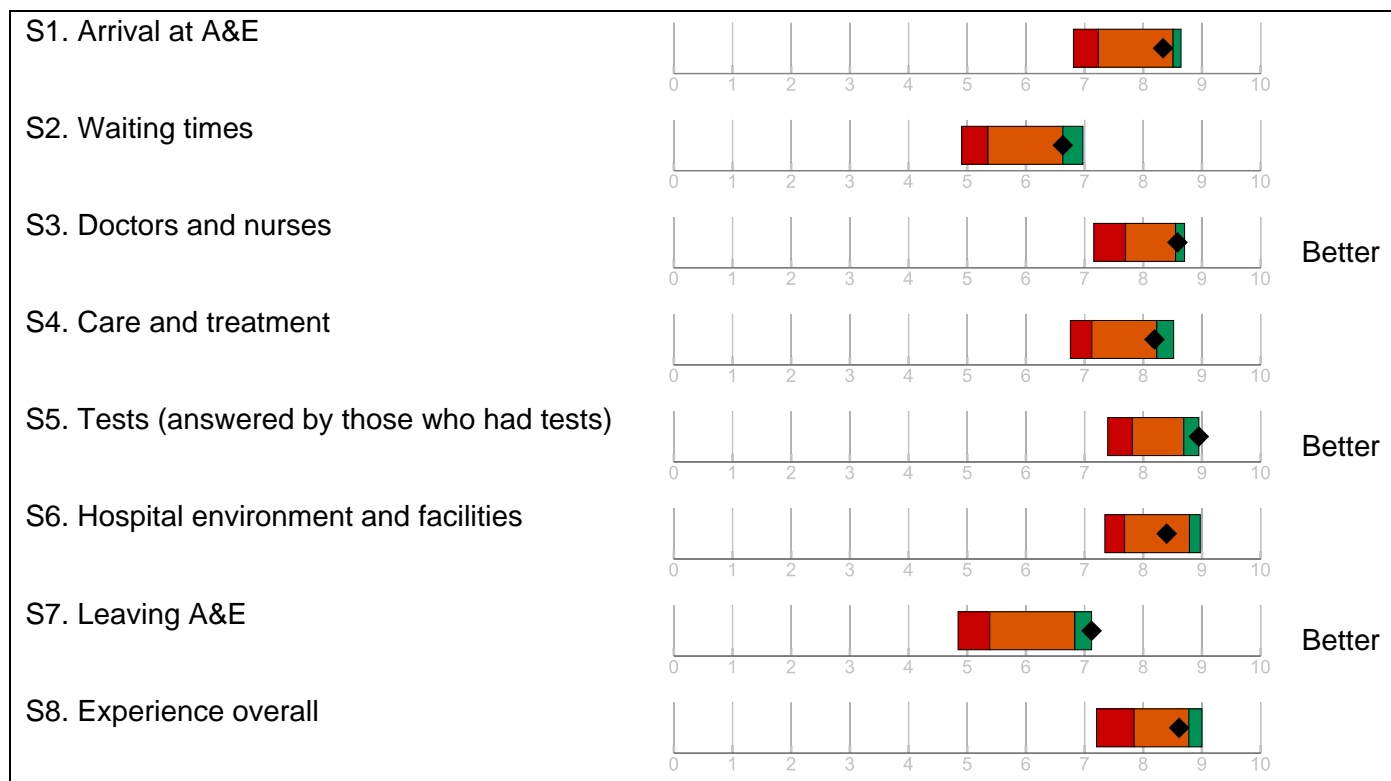 S1. Arrival at A&E
0 1 2 3 4 5 6 7 8 9 10
S2. Waiting times
0 1 2 3 4 5 6 7 8 9 10
S3. Doctors and nurses
Better
0 1 2 3 4 5 6 7 8 9 10
S4. Care and treatment
0 1 2 3 4 5 6 7 8 9 10
S5. Tests (answered by those who had tests)
Better
0 1 2 3 4 5 6 7 8 9 10
S6. Hospital environment and facilities
0 1 2 3 4 5 6 7 8 9 10
S7. Leaving A&E
Better
0 1 2 3 4 5 6 7 8 9 10
S8. Experience overall
0 1 2 3 4 5 6 7 8 9 10